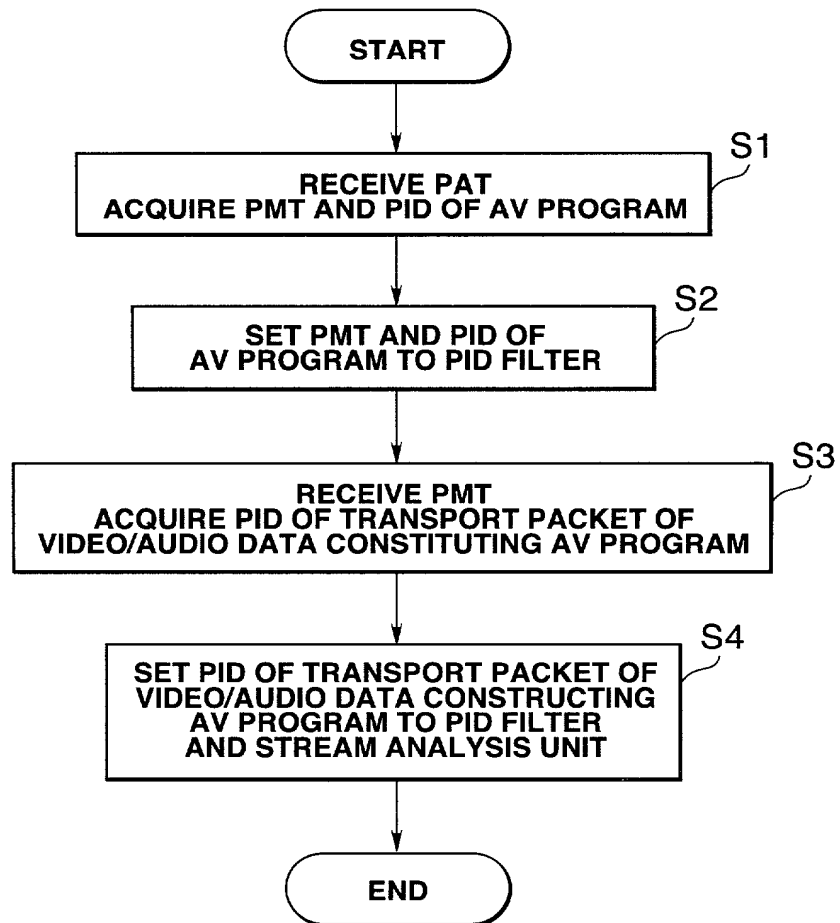 START
S1
RECEIVE PAT
ACQUIRE PMT AND PID OF AV PROGRAM
S2
SET PMT AND PID OF
AV PROGRAM TO PID FILTER
S3
RECEIVE PMT
ACQUIRE PID OF TRANSPORT PACKET OF
VIDEO/AUDIO DATA CONSTITUTING AV PROGRAM
S4
SET PID OF TRANSPORT PACKET OF
VIDEO/AUDIO DATA CONSTRUCTING
AV PROGRAM TO PID FILTER
AND STREAM ANALYSIS UNIT
END